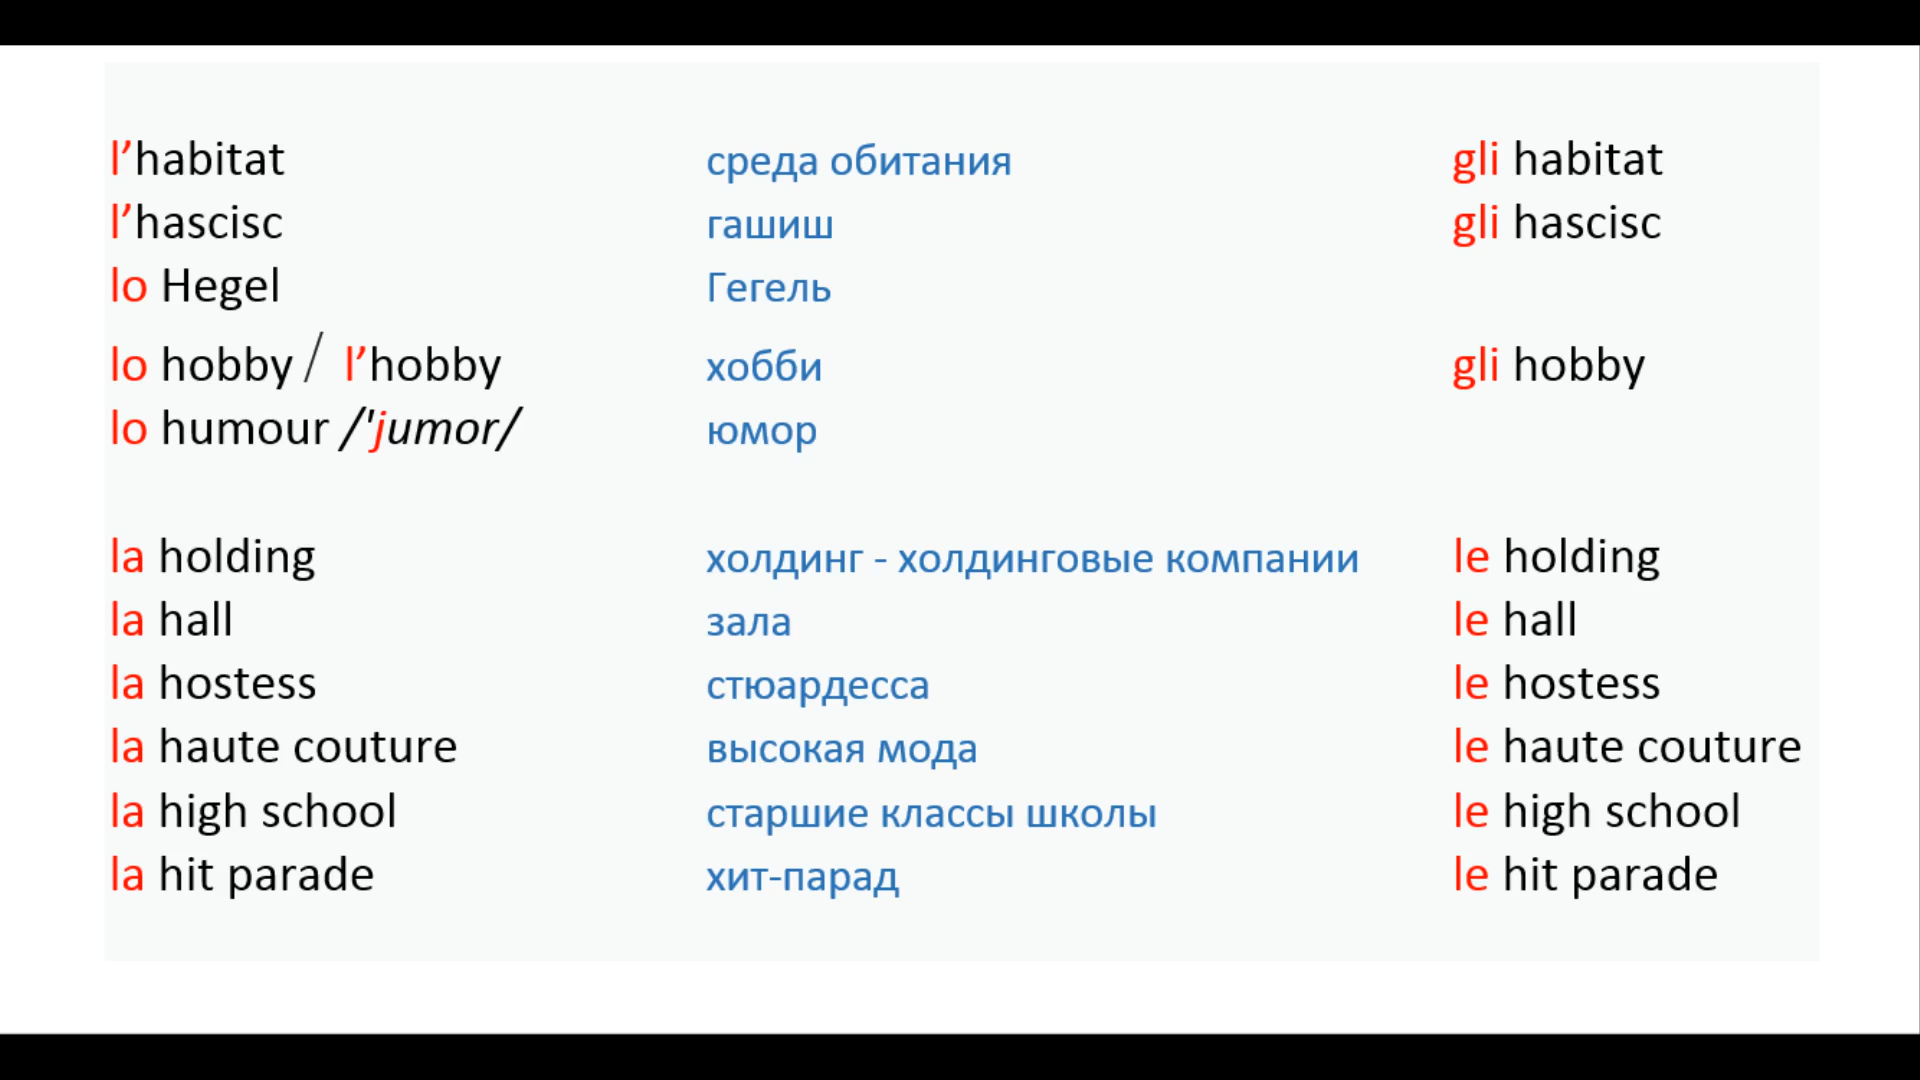 l’habitat среда обитания gli habitat
l’hascisc гашиш gli hascisc
lo Hegel Гегель
lo hobby / l’hobby хобби gli hobby
lo humour /'jumor/ юмор
la holding холдинг - холдинговые компании le holding
la hall зала le hall
la hostess стюардесса le hostess
la haute couture высокая мода le haute couture
la high school старшие классы школы le high school
la hit parade хит-парад le hit parade